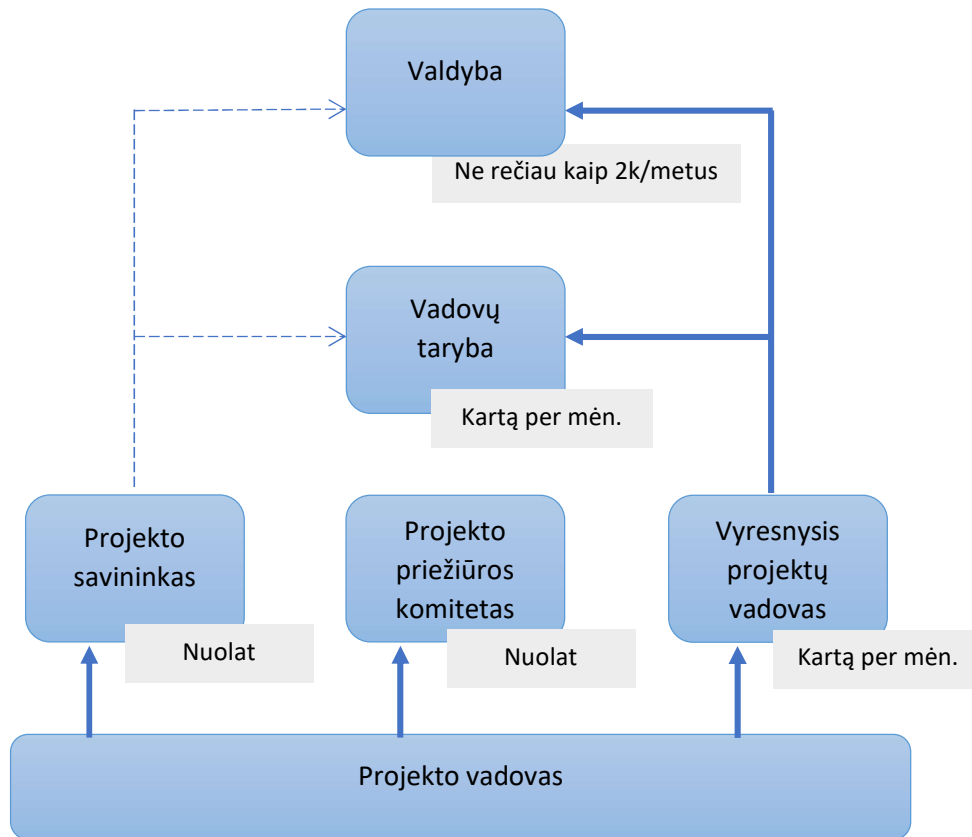 Valdyba
Ne rečiau kaip 2k/metus
Vadovų
taryba
Kartą per mėn.
Projekto
savininkas
Nuolat
Projekto
priežiūros
komitetas
Nuolat
Vyresnysis
projektų
vadovas
Kartą per mėn.
Projekto vadovas